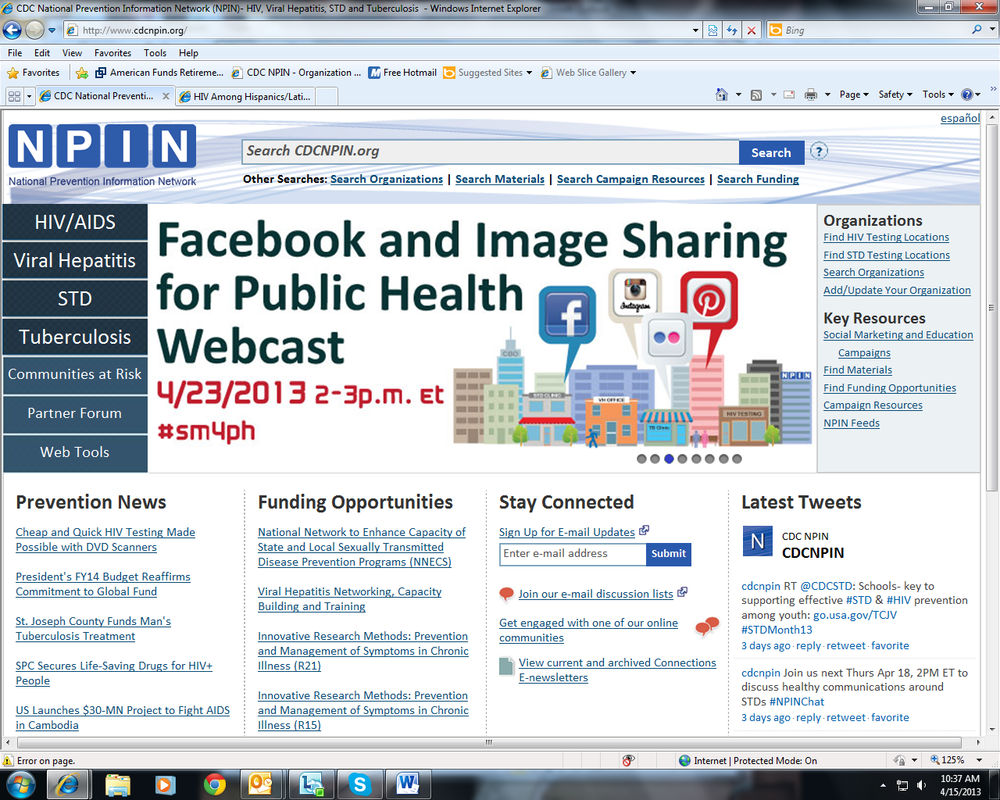 CDC National Prevention Information Network (NPIN)- HIV, Viral Hepatitis, STD and Tuberculosis - Windows Internet Explorer
http://www.cdcnpin.org/
Bing
File Edit View Favorites Tools Help
Favorites
American Funds Retireme...
CDC NPIN - Organization ...
Free Hotmail
Suggested Sites
Web Slice Gallery
CDC National Preventi...
HIV Among Hispanics/Lati...
Page Safety Tools
español
NPIN
National Prevention Information Network
Search CDCNPIN.org
Search
?
Other Searches: Search Organizations | Search Materials | Search Campaign Resources | Search Funding
HIV/AIDS
Viral Hepatitis
STD
Tuberculosis
Communities at Risk
Partner Forum
Web Tools
Facebook and Image Sharing
for Public Health
Webcast
4/23/2013 2-3p.m. Et
#sm4ph
Instagram
CBO
STD CLINIC
VH OFFICE
TB Clinic
HIV TESTING
NPIN
Organizations
Find HIV Testing Locations
Find STD Testing Locations
Search Organizations
Add/Update Your Organization
Key Resources
Social Marketing and Education
Campaigns
Find Materials
Find Funding Opportunities
Campaign Resources
NPIN Feeds
Prevention News
Cheap and Quick HIV Testing Made
Possible with DVD Scanners
President's FY14 Budget Reaffirms
Commitment to Global Fund
St. Joseph County Funds Man's
Tuberculosis Treatment
SPC Secures Life-Saving Drugs for HIV+
People
US Launches $30-MN Project to Fight AIDS
in Cambodia
Funding Opportunities
National Network to Enhance Capacity of
State and Local Sexually Transmitted
Disease Prevention Programs (NNECS)
Viral Hepatitis Networking, Capacity
Building and Training
Innovative Research Methods: Prevention
and Management of Symptoms in Chronic
Illness (R21)
Innovative Research Methods: Prevention
and Management of Symptoms in Chronic
Illness (R15)
Stay Connected
Sign Up for E-mail Updates
Enter e-mail address
Submit
Join our e-mail discussion lists
Get engaged with one of our online
communities
View current and archived Connections
E-newsletters
Latest Tweets
N
CDC NPIN
CDCNPIN
cdcnpin RT @CDCSTD: Schools- key to
supporting effective #STD & #HIV prevention
among youth: go.usa.gov/TCJV
#STDMonth13
3 days ago · reply · retweet · favorite
cdcnpin Join us next Thurs Apr 18, 2PM ET to
discuss healthy communications around
STDs #NPINChat
3 days ago · reply · retweet · favorite
Error on page.
Internet | Protected Mode: On
125%
10:37 AM
4/15/2013